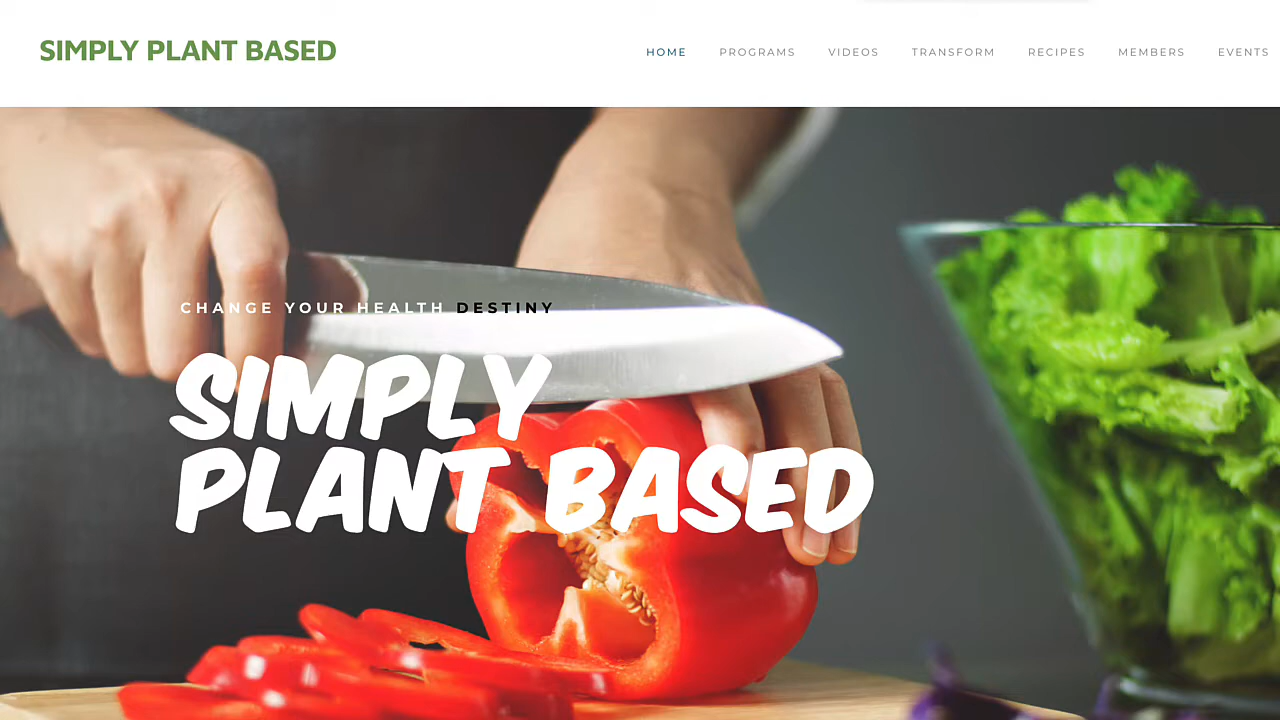 SIMPLY PLANT BASED
HOME PROGRAMS VIDEOS TRANSFORM RECIPES MEMBERS EVENTS
CHANGE YOUR HEALTH DESTINY
SIMPLY
PLANT BASED